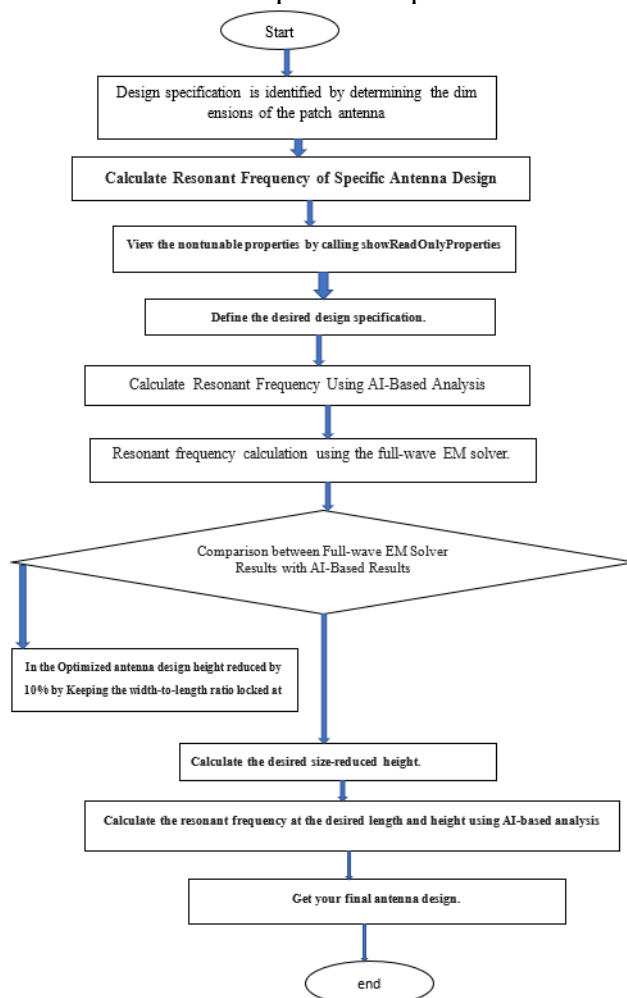 Start
Design specification is identified by determining the dim
ensions of the patch antenna
Calculate Resonant Frequency of Specific Antenna Design
View the nontunable properties by calling showReadOnlyProperties
Define the desired design specification.
Calculate Resonant Frequency Using AI-Based Analysis
Resonant frequency calculation using the full-wave EM solver.
Comparison between Full-wave EM Solver
Results with AI-Based Results
In the Optimized antenna design height reduced by
10% by Keeping the width-to-length ratio locked at
Calculate the desired size-reduced height.
Calculate the resonant frequency at the desired length and height using AI-based analysis
Get your final antenna design.
end